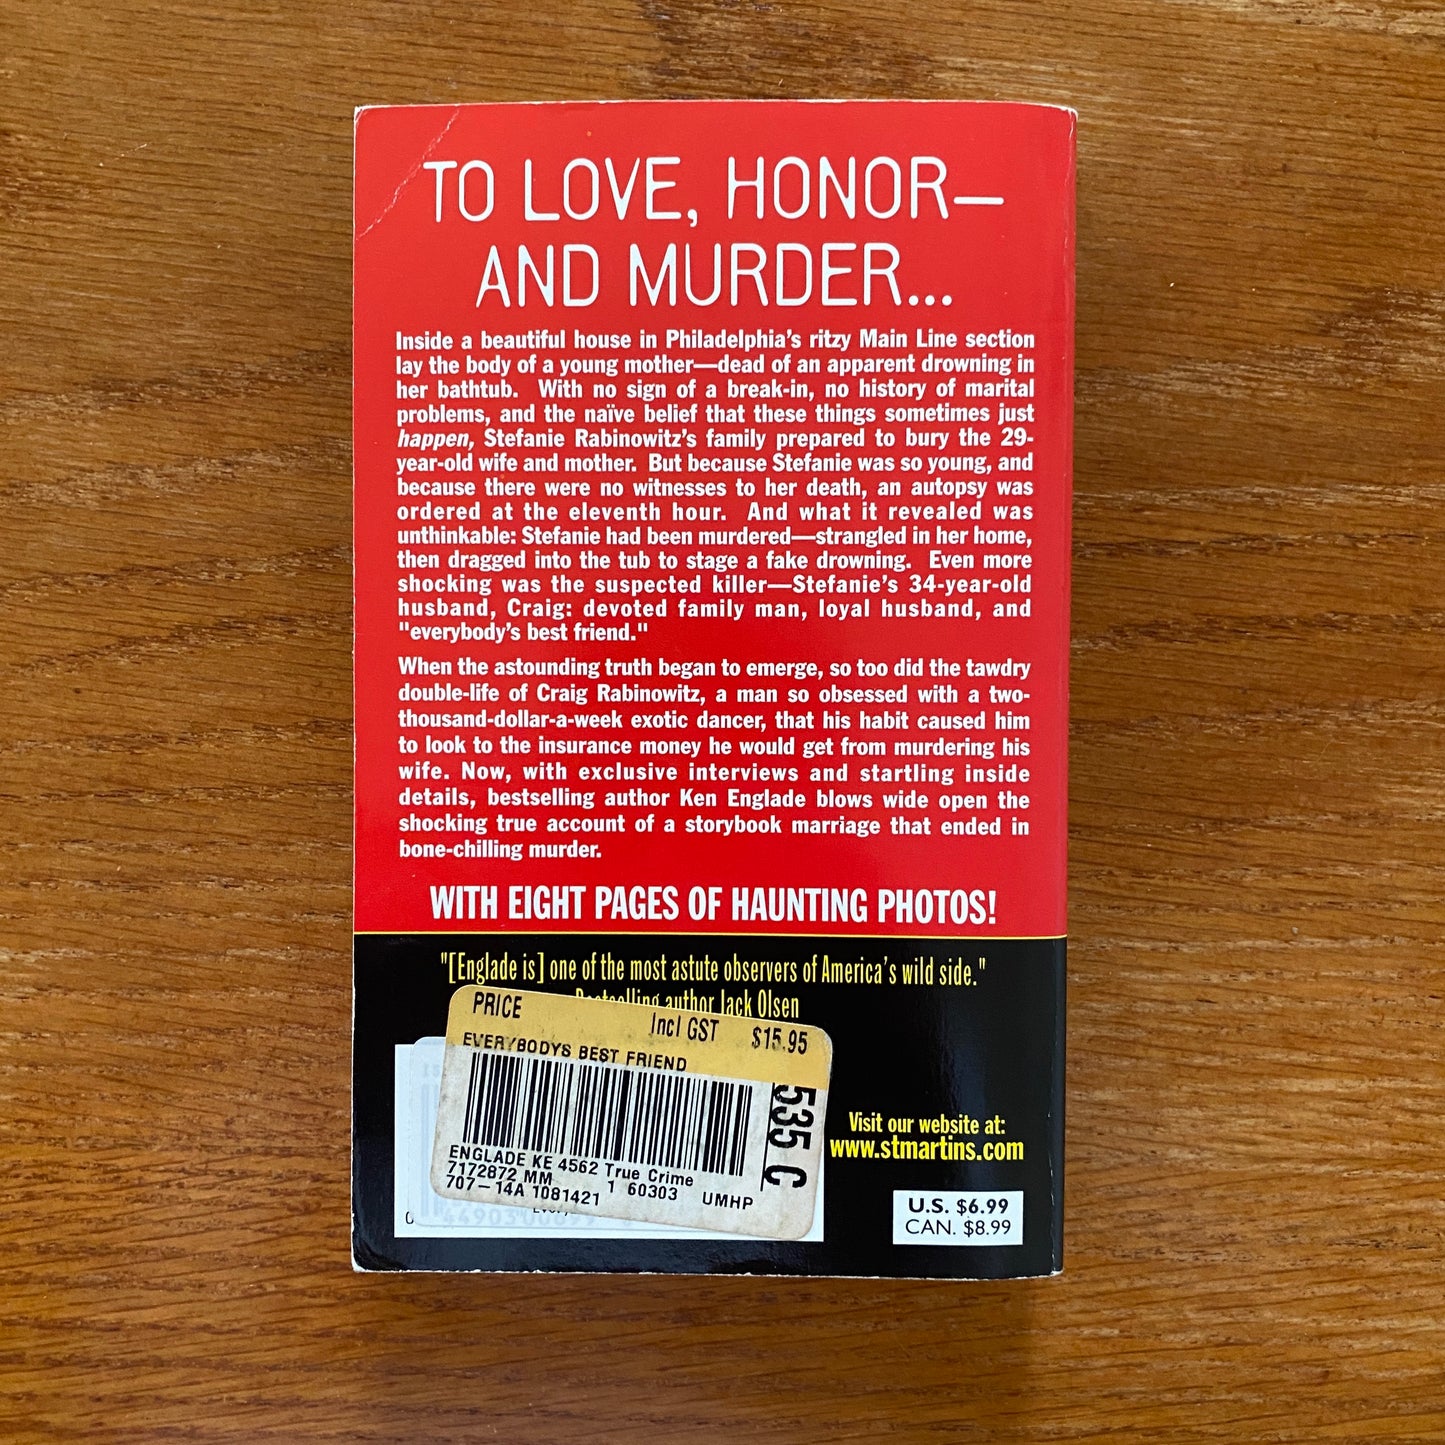 TO LOVE, HONOR—
AND MURDER...
Inside a beautiful house in Philadelphia's ritzy Main Line section
lay the body of a young mother—dead of an apparent drowning in
her bathtub. With no sign of a break-in, no history of marital
problems, and the naïve belief that these things sometimes just
happen, Stefanie Rabinowitz's family prepared to bury the 29-
year-old wife and mother. But because Stefanie was so young, and
because there were no witnesses to her death, an autopsy was
ordered at the eleventh hour. And what it revealed was
unthinkable: Stefanie had been murdered—strangled in her home,
then dragged into the tub to stage a fake drowning. Even more
shocking was the suspected killer—Stefanie's 34-year-old
husband, Craig: devoted family man, loyal husband, and
"everybody's best friend."
When the astounding truth began to emerge, so too did the tawdry
double-life of Craig Rabinowitz, a man so obsessed with a two-
thousand-dollar-a-week exotic dancer, that his habit caused him
to look to the insurance money he would get from murdering his
wife. Now, with exclusive interviews and startling inside
details, bestselling author Ken Englade blows wide open the
shocking true account of a storybook marriage that ended in
bone-chilling murder.
WITH EIGHT PAGES OF HAUNTING PHOTOS!
"[Englade is] one of the most astute observers of America's wild side."
Bestselling author Jack Olsen
PRICE Incl GST $15.95
EVERYBODYS BEST FRIEND
535 C
ENGLADE KE 4562 True Crime
7172872 MM 1 60303 UMHP
707-14A 1081421
Visit our website at:
www.stmartins.com
U.S. $6.99
CAN. $8.99